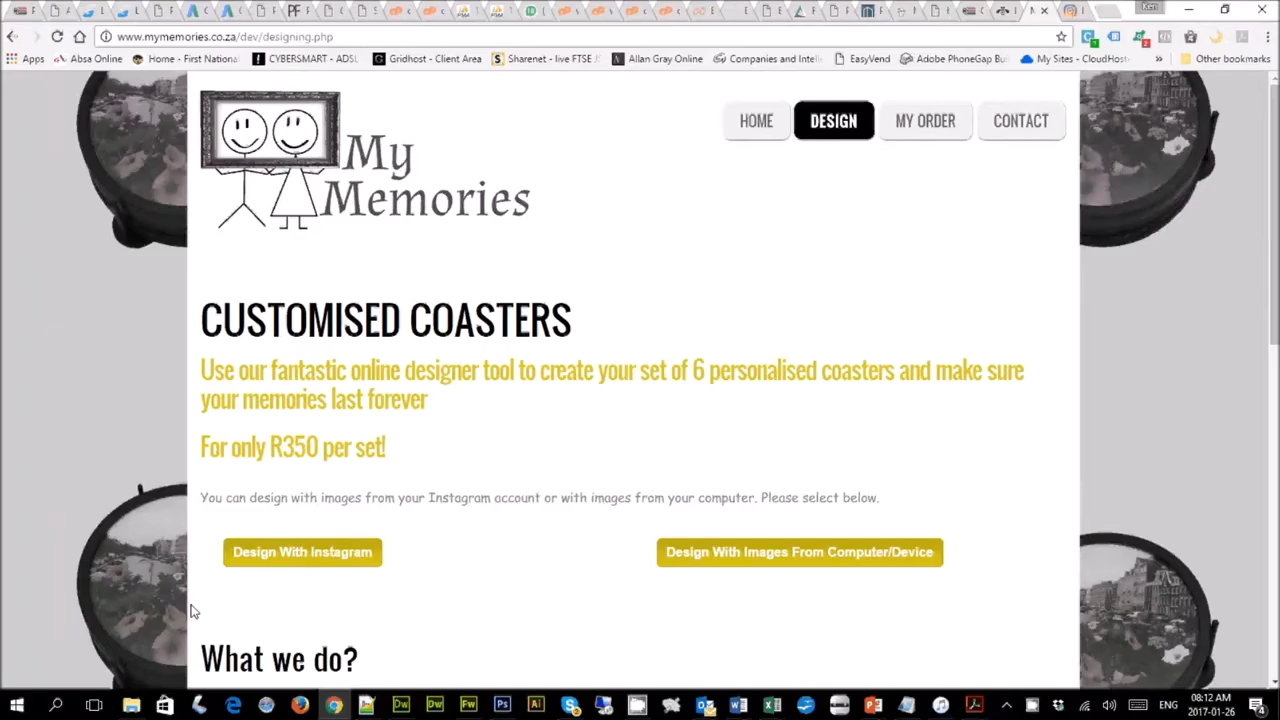 Ken
www.mymemories.co.za/dev/designing.php
Apps
Absa Online
Home - First National
CYBERSMART - ADSL
Gridhost - Client Area
Sharenet - live FTSE
Allan Gray Online
Companies and Intell
EasyVend
Adobe PhoneGap Bu
My Sites - CloudHost
»
Other bookmarks
My
Memories
HOME
DESIGN
MY ORDER
CONTACT
CUSTOMISED COASTERS
Use our fantastic online designer tool to create your set of 6 personalised coasters and make sure
your memories last forever
For only R350 per set!
You can design with images from your Instagram account or with images from your computer. Please select below.
Design With Instagram
Design With Images From Computer/Device
What we do?
ENG
08:12 AM
2017-01-26